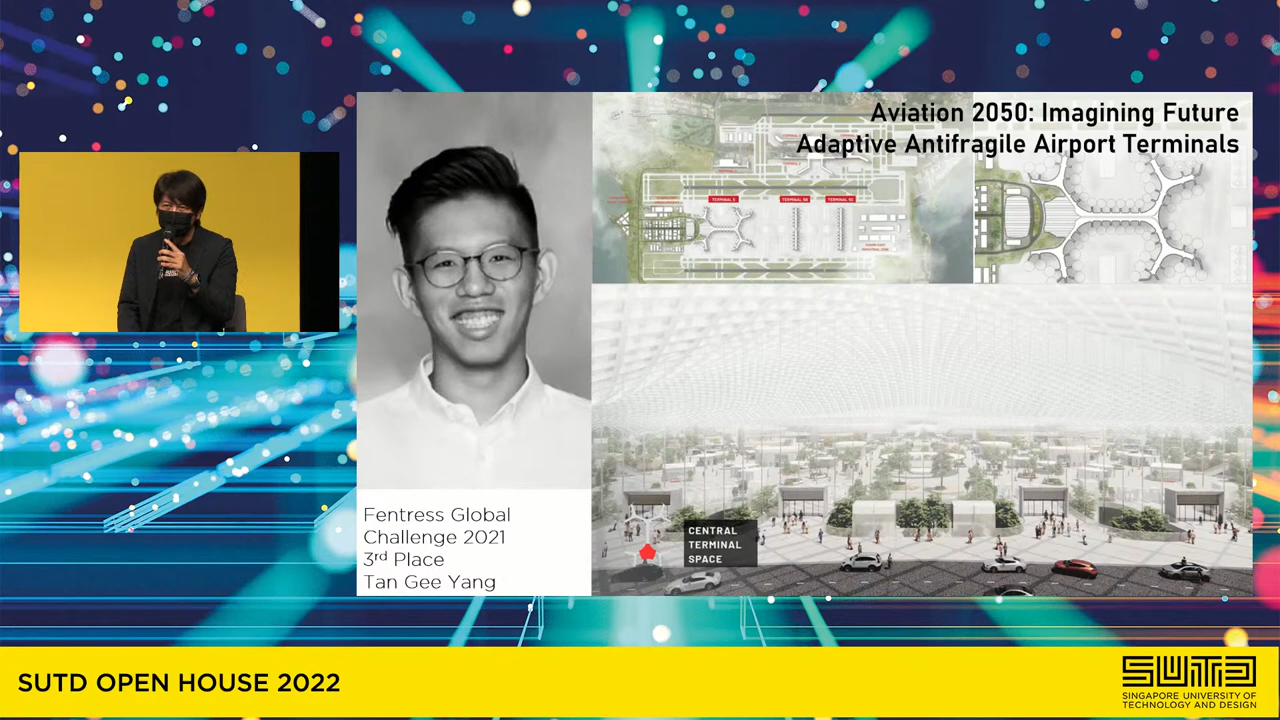 Aviation 2050: Imagining Future
Adaptive Antifragile Airport Terminals
TERMINAL 5
Fentress Global
Challenge 2021
3rd Place
Tan Gee Yang
CENTRAL
TERMINAL
SPACE
SUTD OPEN HOUSE 2022
SUTD
SINGAPORE UNIVERSITY OF
TECHNOLOGY AND DESIGN